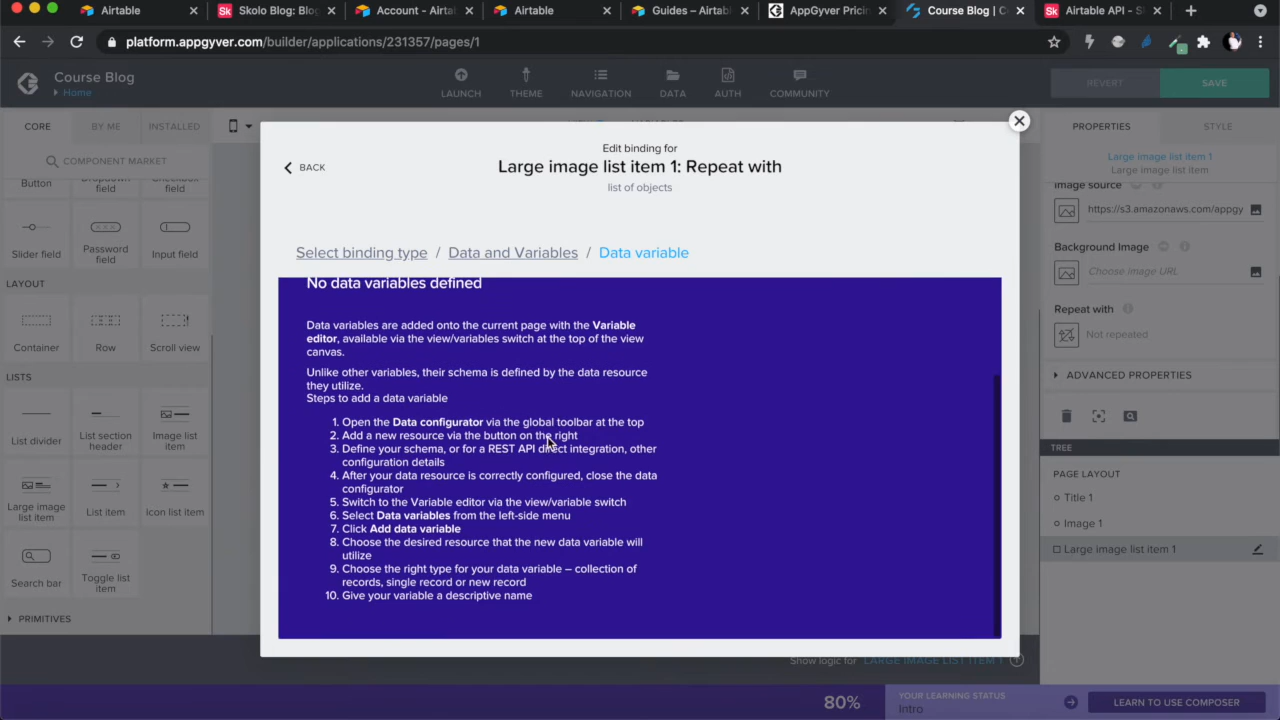 Airtable
Skolo Blog: Blog
Account - Airta
Airtable
Guides – Airtab
AppGyver Pricin
Course Blog | C
Airtable API - S
platform.appgyver.com/builder/applications/231357/pages/1
Course Blog
Home
LAUNCH
THEME
NAVIGATION
DATA
AUTH
COMMUNITY
REVERT
SAVE
CORE
BY ME
INSTALLED
COMPONENT MARKET
Button
Dropdown field
Checkbox field
Slider field
Password
field
Input field
LAYOUT
Container
Row
Scroll view
LISTS
List divider
List section
header
Image list
item
Large image
list item
List item
Icon list item
Search bar
Toggle list
item
PRIMITIVES
BACK
Edit binding for
Large image list item 1: Repeat with
list of objects
Select binding type / Data and Variables / Data variable
No data variables defined
Data variables are added onto the current page with the Variable
editor, available via the view/variables switch at the top of the view
canvas.
Unlike other variables, their schema is defined by the data resource
they utilize.
Steps to add a data variable
1. Open the Data configurator via the global toolbar at the top
2. Add a new resource via the button on the right
3. Define your schema, or for a REST API direct integration, other
configuration details
4. After your data resource is correctly configured, close the data
configurator
5. Switch to the Variable editor via the view/variable switch
6. Select Data variables from the left-side menu
7. Click Add data variable
8. Choose the desired resource that the new data variable will
utilize
9. Choose the right type for your data variable – collection of
records, single record or new record
10. Give your variable a descriptive name
PROPERTIES
STYLE
Large image list item 1
Large image list item
Image source
https://s3.amazonaws/com/appgy
Background Image
Choose image URL
Repeat with
Not repeated
ADVANCED PROPERTIES
TREE
PAGE LAYOUT
Title 1
Image 1
Large image list item 1
Show logic for LARGE IMAGE LIST ITEM 1
80%
YOUR LEARNING STATUS
Intro
LEARN TO USE COMPOSER